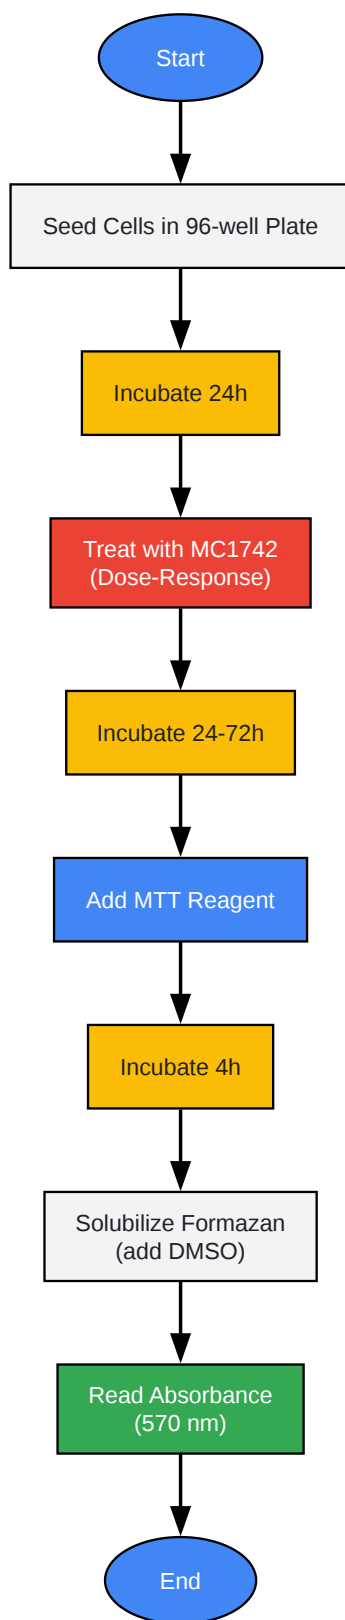 Start
Seed Cells in 96-well Plate
Incubate 24h
Treat with MC1742
(Dose-Response)
Incubate 24-72h
Add MTT Reagent
Incubate 4h
Solubilize Formazan
(add DMSO)
Read Absorbance
(570 nm)
End